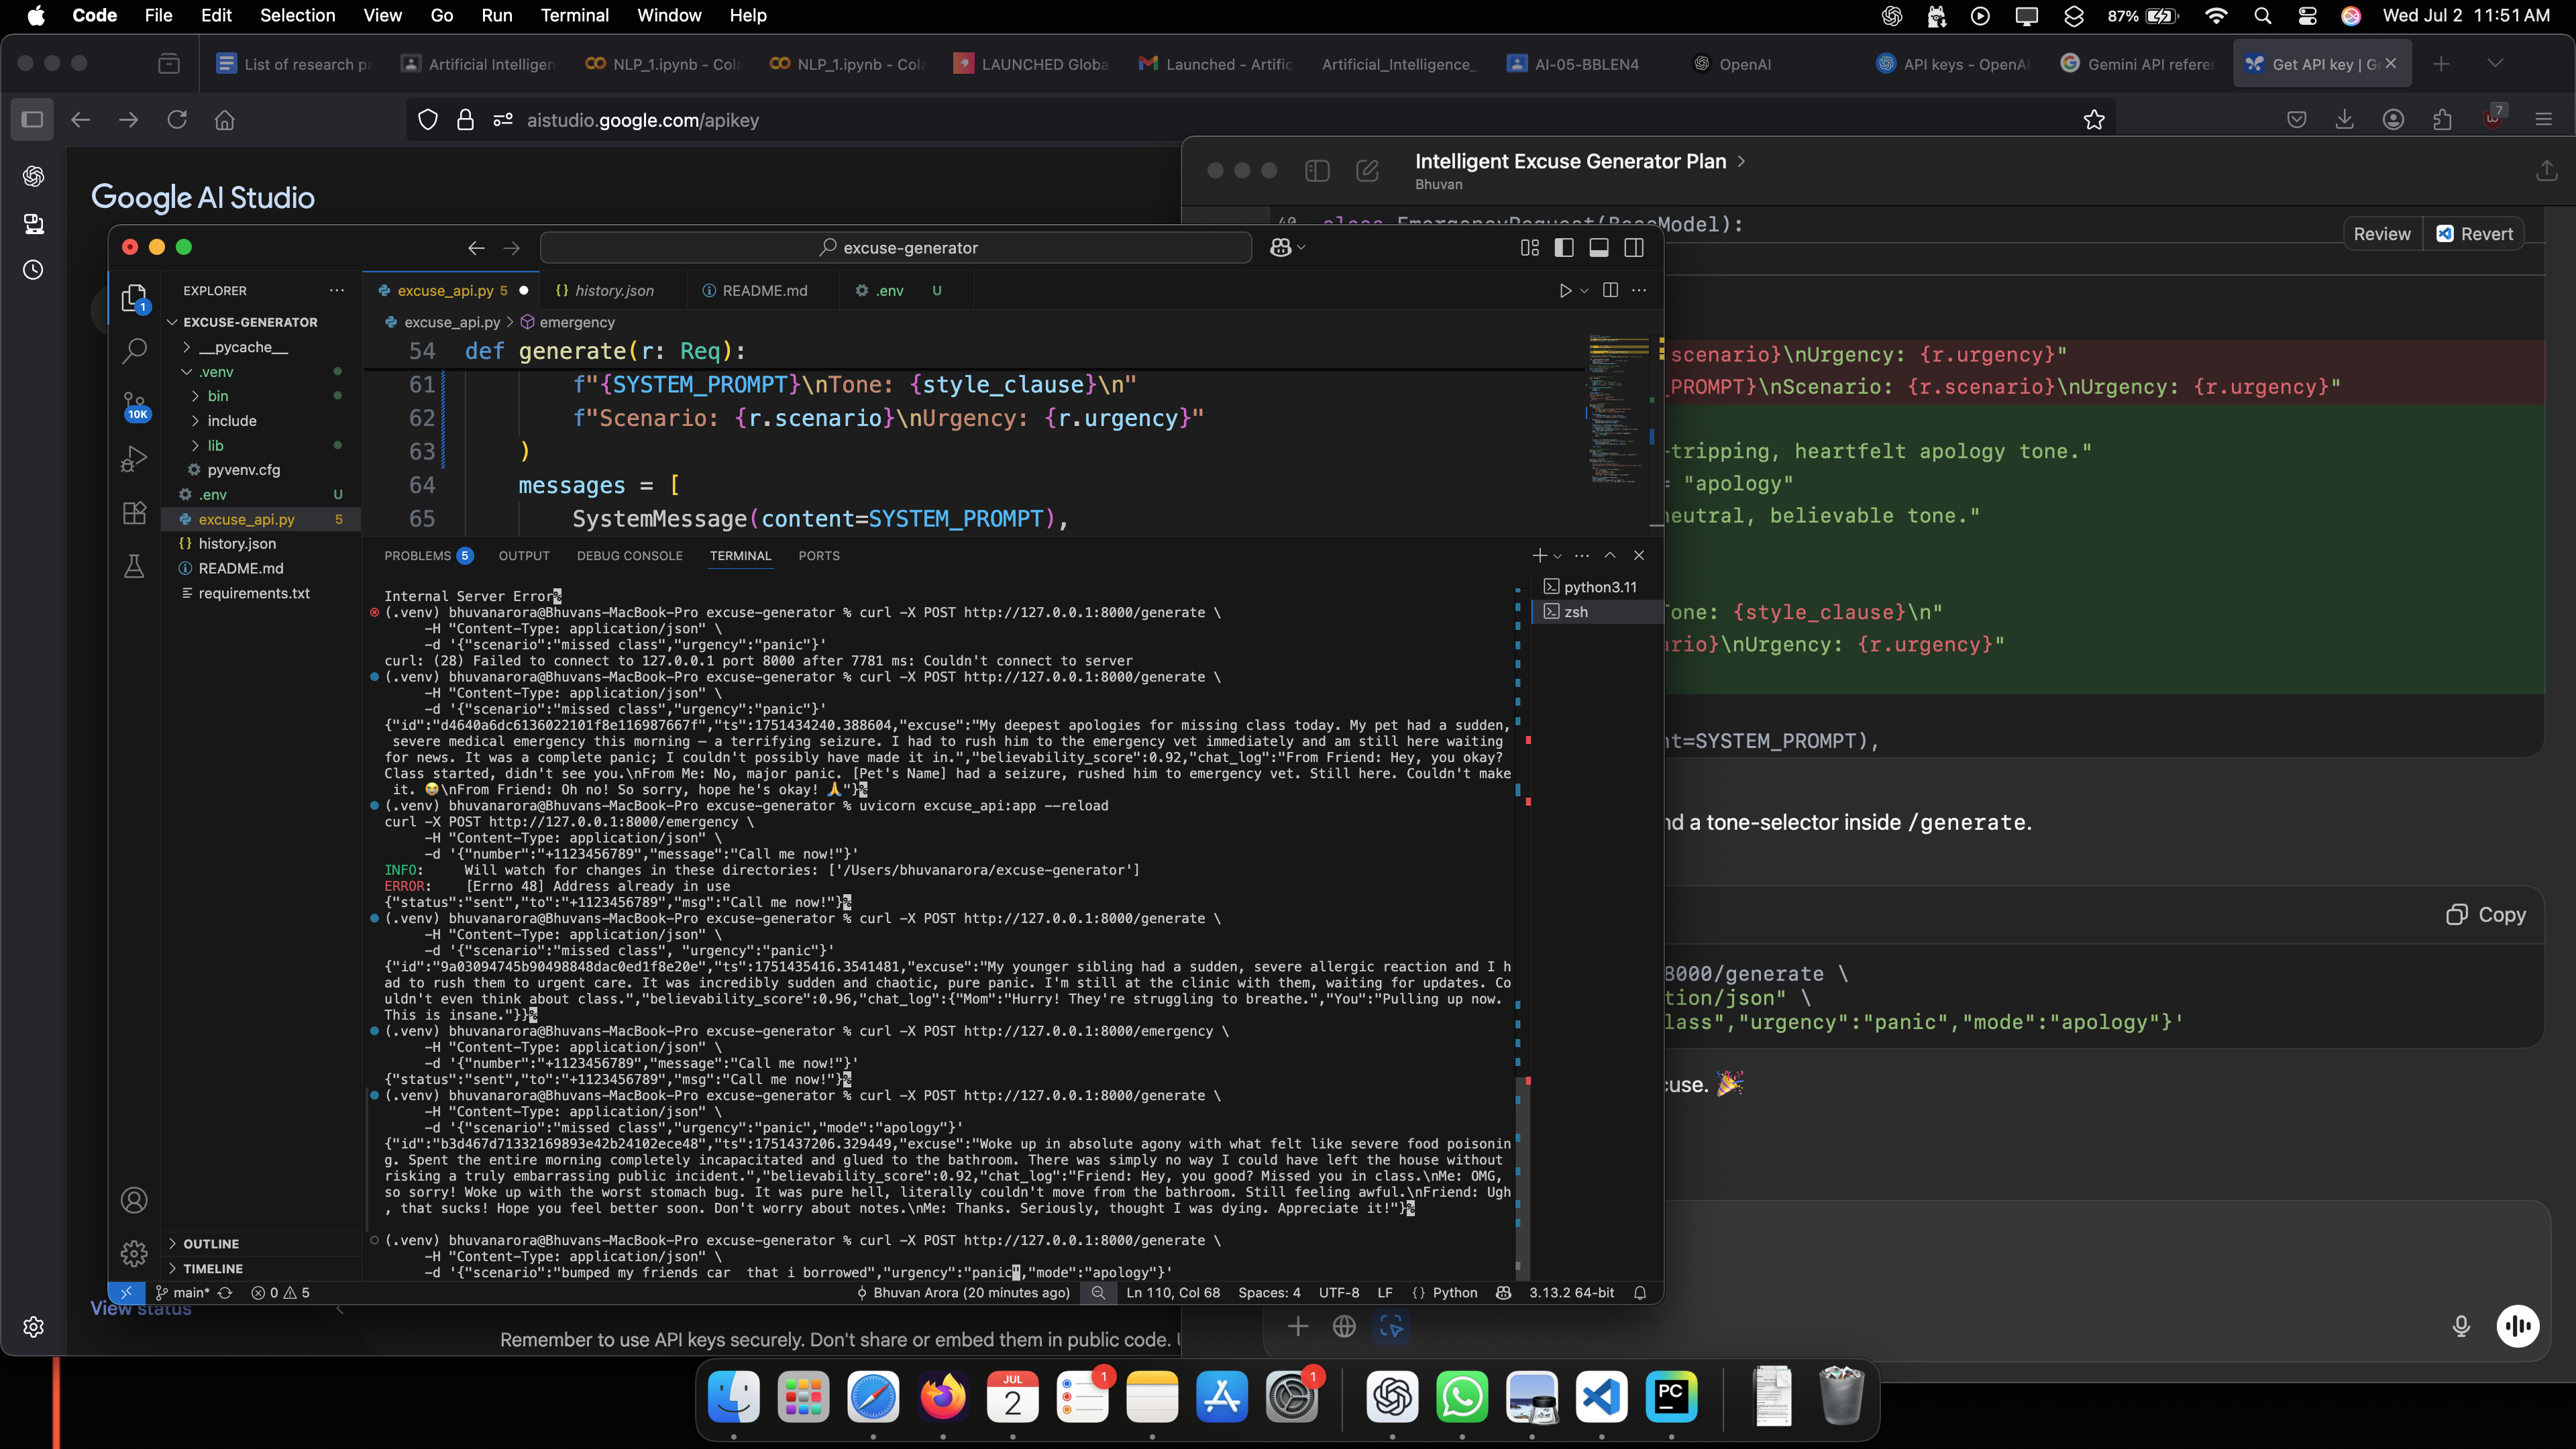 Code File Edit Selection View Go Run Terminal Window Help
87% Wed Jul 2 11:51 AM
List of research pa
Artificial Intelligen
NLP_1.ipynb - Cola
NLP_1.ipynb - Cola
LAUNCHED Globa
Launched - Artific
Artificial_Intelligence_
AI-05-BBLEN4
OpenAI
API keys - OpenAI
Gemini API referen
Get API key | Go
aistudio.google.com/apikey
7
Google AI Studio
Intelligent Excuse Generator Plan
Bhuvan
40 class EmergencyRequest(BaseModel):
Review
Revert
excuse-generator
EXPLORER
EXCUSE-GENERATOR
__pycache__
.venv
bin
include
lib
pyvenv.cfg
.env U
excuse_api.py 5
history.json
README.md
requirements.txt
OUTLINE
TIMELINE
1
10K
excuse_api.py 5
history.json
README.md
.env U
excuse_api.py > emergency
54 def generate(r: Req):
61 f"{SYSTEM_PROMPT}\nTone: {style_clause}\n"
62 f"Scenario: {r.scenario}\nUrgency: {r.urgency}"
63 )
64 messages = [
65 SystemMessage(content=SYSTEM_PROMPT),
PROBLEMS 5 OUTPUT DEBUG CONSOLE TERMINAL PORTS
python3.11
zsh
Internal Server Error%
(.venv) bhuvanarora@Bhuvans-MacBook-Pro excuse-generator % curl -X POST http://127.0.0.1:8000/generate \
-H "Content-Type: application/json" \
-d '{"scenario":"missed class","urgency":"panic"}'
curl: (28) Failed to connect to 127.0.0.1 port 8000 after 7781 ms: Couldn't connect to server
(.venv) bhuvanarora@Bhuvans-MacBook-Pro excuse-generator % curl -X POST http://127.0.0.1:8000/generate \
-H "Content-Type: application/json" \
-d '{"scenario":"missed class","urgency":"panic"}'
{"id":"d4640a6dc6136022101f8e116987667f","ts":1751434240.388604,"excuse":"My deepest apologies for missing class today. My pet had a sudden,
severe medical emergency this morning – a terrifying seizure. I had to rush him to the emergency vet immediately and am still here waiting
for news. It was a complete panic; I couldn't possibly have made it in.","believability_score":0.92,"chat_log":"From Friend: Hey, you okay?
Class started, didn't see you.\nFrom Me: No, major panic. [Pet's Name] had a seizure, rushed him to emergency vet. Still here. Couldn't make
it. 😭\nFrom Friend: Oh no! So sorry, hope he's okay! 🙏"}%
(.venv) bhuvanarora@Bhuvans-MacBook-Pro excuse-generator % uvicorn excuse_api:app --reload
curl -X POST http://127.0.0.1:8000/emergency \
-H "Content-Type: application/json" \
-d '{"number":"+1123456789","message":"Call me now!"}'
INFO: Will watch for changes in these directories: ['/Users/bhuvanarora/excuse-generator']
ERROR: [Errno 48] Address already in use
{"status":"sent","to":"+1123456789","msg":"Call me now!"}%
(.venv) bhuvanarora@Bhuvans-MacBook-Pro excuse-generator % curl -X POST http://127.0.0.1:8000/generate \
-H "Content-Type: application/json" \
-d '{"scenario":"missed class", "urgency":"panic"}'
{"id":"9a03094745b90498848dac0ed1f8e20e","ts":1751435416.3541481,"excuse":"My younger sibling had a sudden, severe allergic reaction and I h
ad to rush them to urgent care. It was incredibly sudden and chaotic, pure panic. I'm still at the clinic with them, waiting for updates. Co
uldn't even think about class.","believability_score":0.96,"chat_log":{"Mom":"Hurry! They're struggling to breathe.","You":"Pulling up now.
This is insane."}}%
(.venv) bhuvanarora@Bhuvans-MacBook-Pro excuse-generator % curl -X POST http://127.0.0.1:8000/emergency \
-H "Content-Type: application/json" \
-d '{"number":"+1123456789","message":"Call me now!"}'
{"status":"sent","to":"+1123456789","msg":"Call me now!"}%
(.venv) bhuvanarora@Bhuvans-MacBook-Pro excuse-generator % curl -X POST http://127.0.0.1:8000/generate \
-H "Content-Type: application/json" \
-d '{"scenario":"missed class","urgency":"panic","mode":"apology"}'
{"id":"b3d467d71332169893e42b24102ece48","ts":1751437206.329449,"excuse":"Woke up in absolute agony with what felt like severe food poisonin
g. Spent the entire morning completely incapacitated and glued to the bathroom. There was simply no way I could have left the house without
risking a truly embarrassing public incident.","believability_score":0.92,"chat_log":"Friend: Hey, you good? Missed you in class.\nMe: OMG,
so sorry! Woke up with the worst stomach bug. It was pure hell, literally couldn't move from the bathroom. Still feeling awful.\nFriend: Ugh
, that sucks! Hope you feel better soon. Don't worry about notes.\nMe: Thanks. Seriously, thought I was dying. Appreciate it!"}%
(.venv) bhuvanarora@Bhuvans-MacBook-Pro excuse-generator % curl -X POST http://127.0.0.1:8000/generate \
-H "Content-Type: application/json" \
-d '{"scenario":"bumped my friends car  that i borrowed","urgency":"panic","mode":"apology"}'
main* 0 5
Bhuvan Arora (20 minutes ago) Ln 110, Col 68 Spaces: 4 UTF-8 LF {} Python 3.13.2 64-bit
scenario}\nUrgency: {r.urgency}"
_PROMPT}\nScenario: {r.scenario}\nUrgency: {r.urgency}"
-tripping, heartfelt apology tone."
= "apology"
neutral, believable tone."
Tone: {style_clause}\n"
ario}\nUrgency: {r.urgency}"
nt=SYSTEM_PROMPT),
nd a tone-selector inside /generate.
Copy
8000/generate \
tion/json" \
lass","urgency":"panic","mode":"apology"}'
cuse. 🎉
View status
Remember to use API keys securely. Don't share or embed them in public code. U
JUL
2
1
1
PC